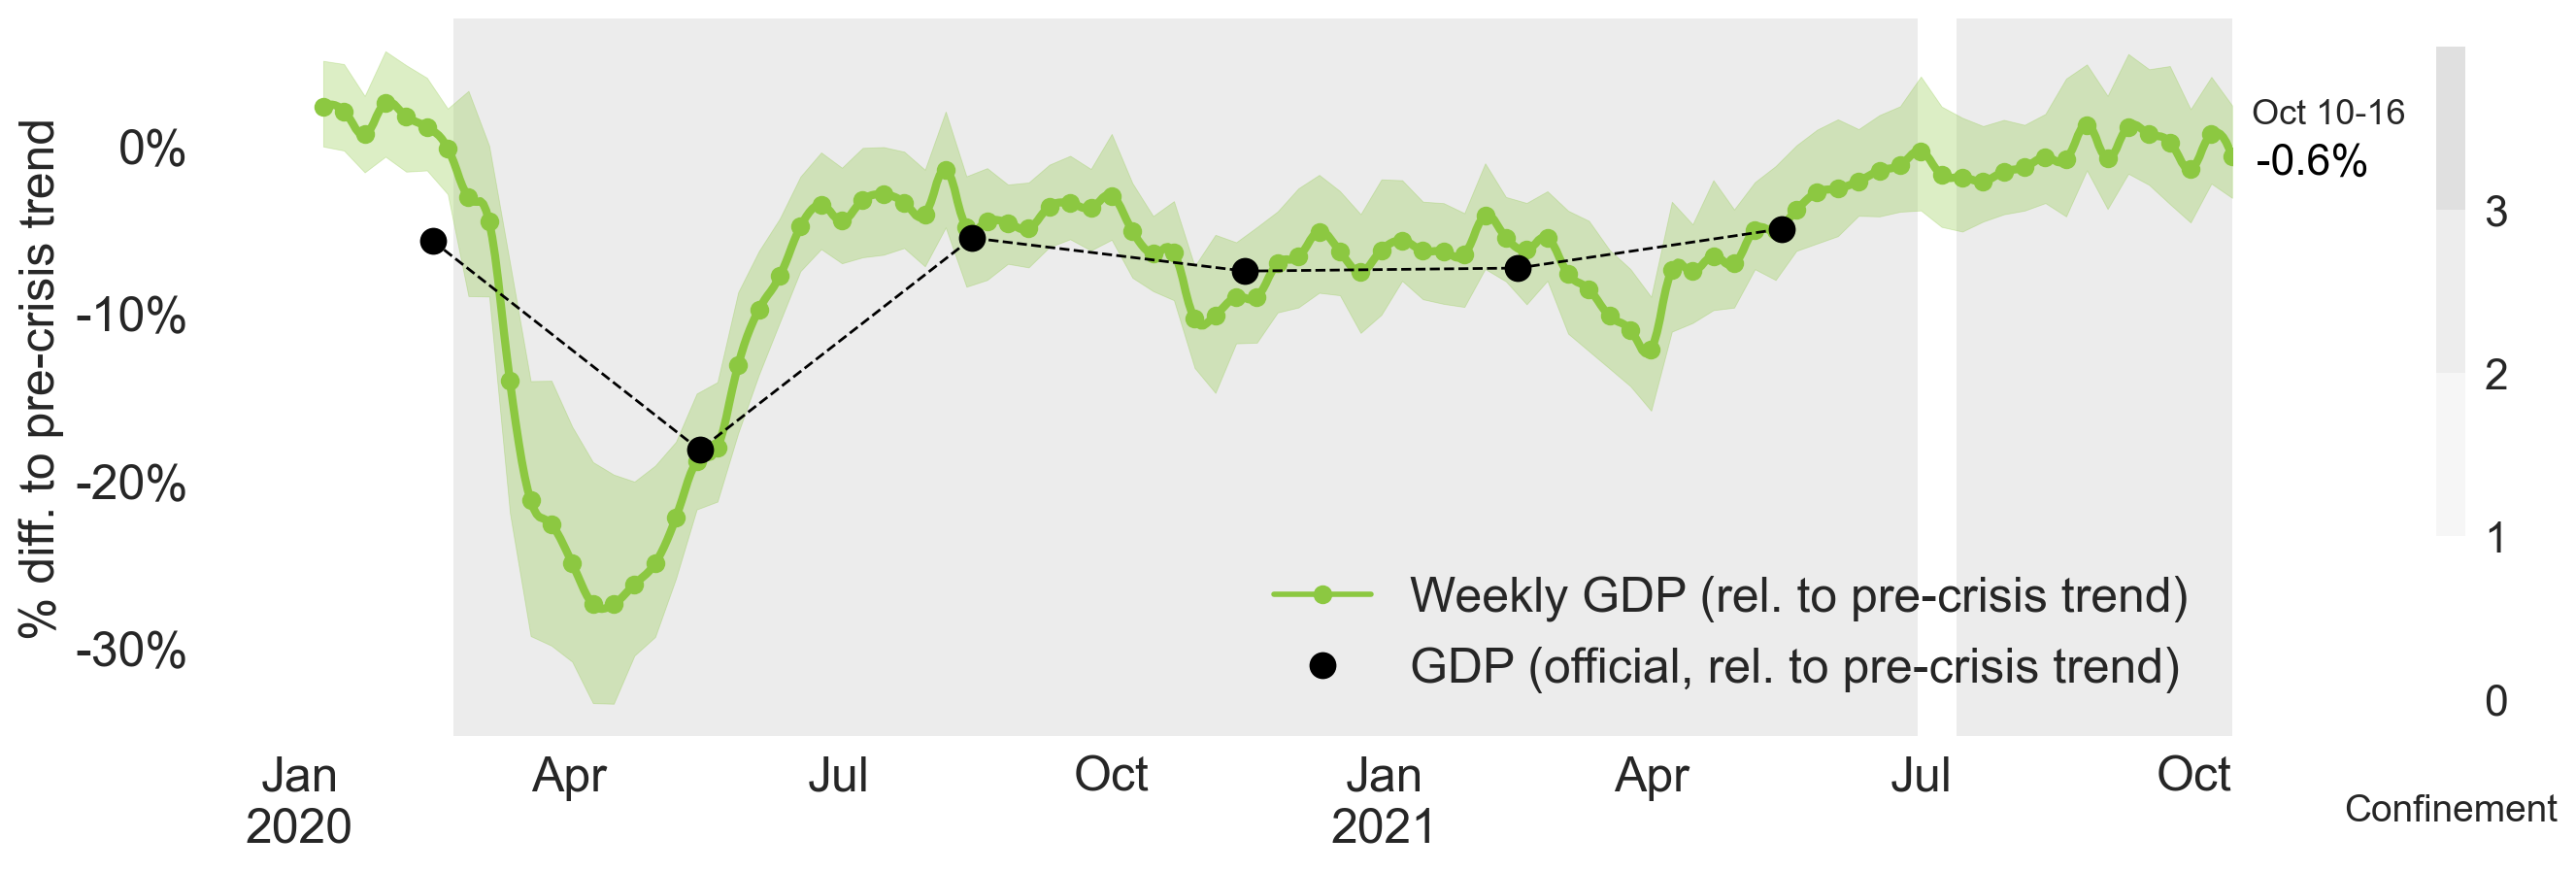 % diff. to pre-crisis trend
0%
-10%
-20%
-30%
Jan
2020
Apr
Jul
Oct
Jan
2021
Apr
Jul
Oct
Oct 10-16
-0.6%
Weekly GDP (rel. to pre-crisis trend)
GDP (official, rel. to pre-crisis trend)
3
2
1
0
Confinement